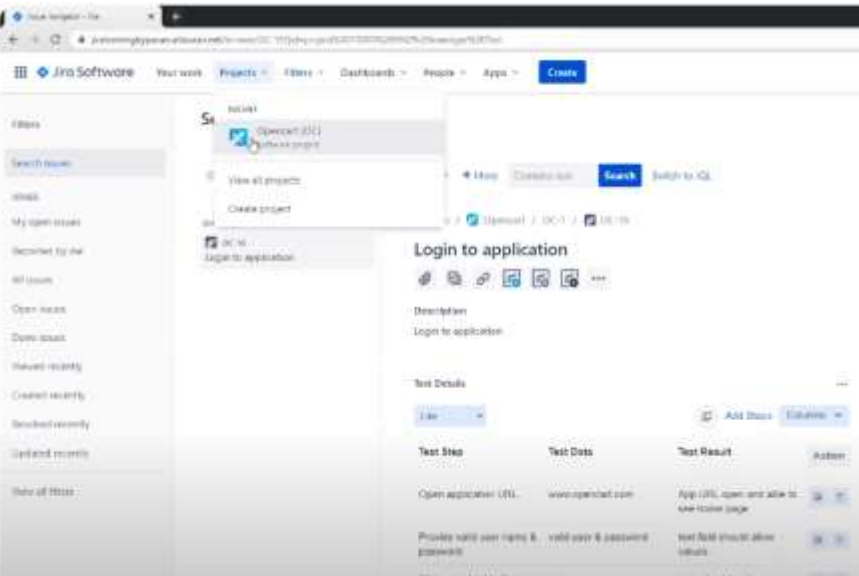 Jira Software
Your work
Projects
Filters
Dashboards
People
Apps
Create
RECENT
Opencart (OC)
Software project
View all projects
Create project
Filters
Search issues
My open issues
Reported by me
All issues
Open issues
Done issues
Viewed recently
Created recently
Resolved recently
Updated recently
View all filters
More
Search
Switch to JQL
Login to application
Opencart
Login to application
Description
Login to application
Test Details
Add Steps
Columns
Test Step
Test Data
Test Result
Action
Open application URL
www.opencart.com
App URL open and able to
see home page
Provide valid user name &
password
valid user & password
text field should allow
values